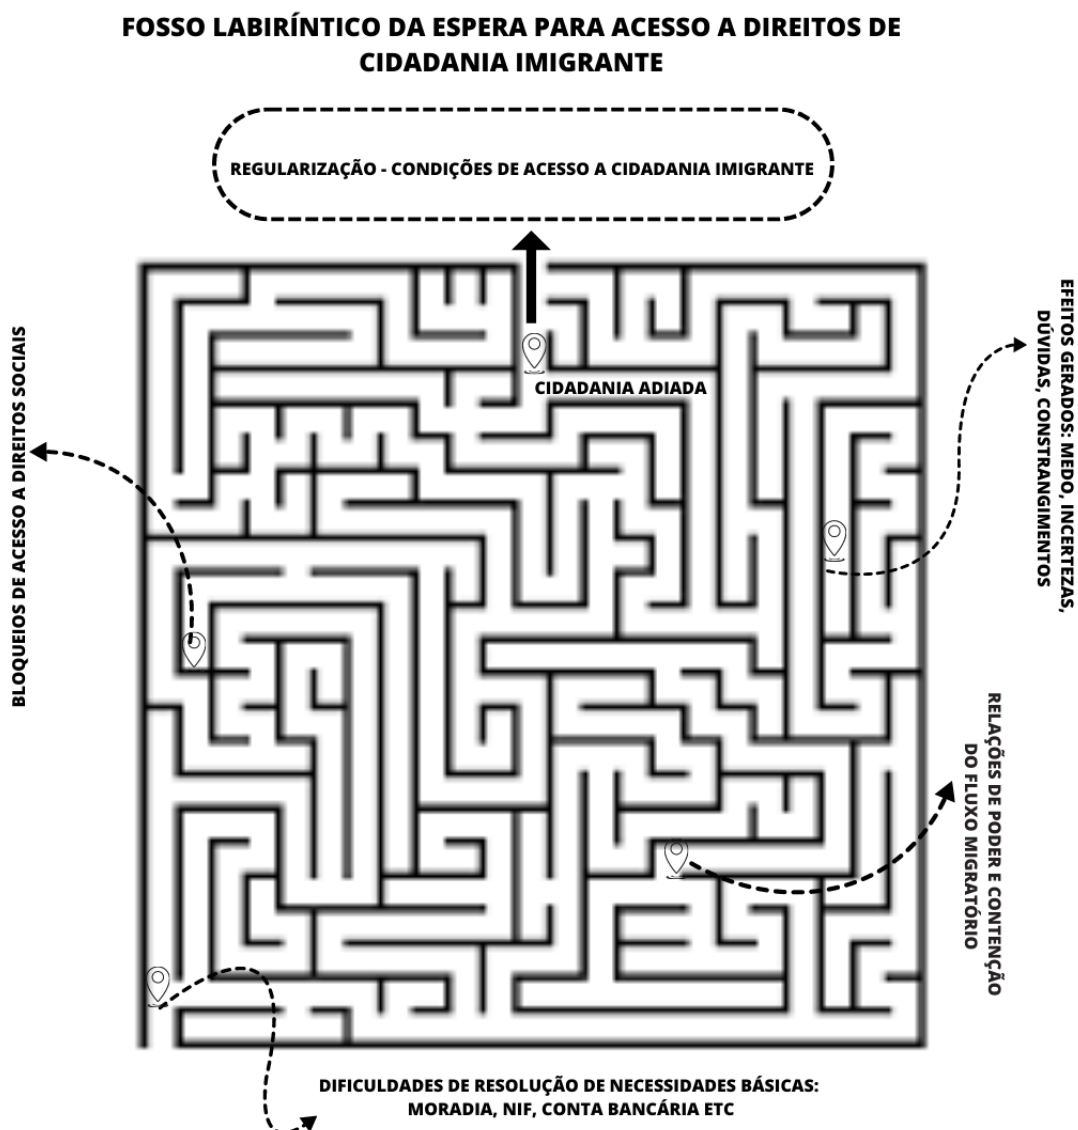 FOSSO LABIRÍNTICO DA ESPERA PARA ACESSO A DIREITOS DE
CIDADANIA IMIGRANTE
REGULARIZAÇÃO - CONDIÇÕES DE ACESSO A CIDADANIA IMIGRANTE
CIDADANIA ADIADA
BLOQUEIOS DE ACESSO A DIREITOS SOCIAIS
EFEITOS GERADOS: MEDO, INCERTEZAS,
DÚVIDAS, CONSTRANGIMENTOS
RELAÇÕES DE PODER E CONTENÇÃO
DO FLUXO MIGRATÓRIO
DIFICULDADES DE RESOLUÇÃO DE NECESSIDADES BÁSICAS:
MORADIA, NIF, CONTA BANCÁRIA ETC